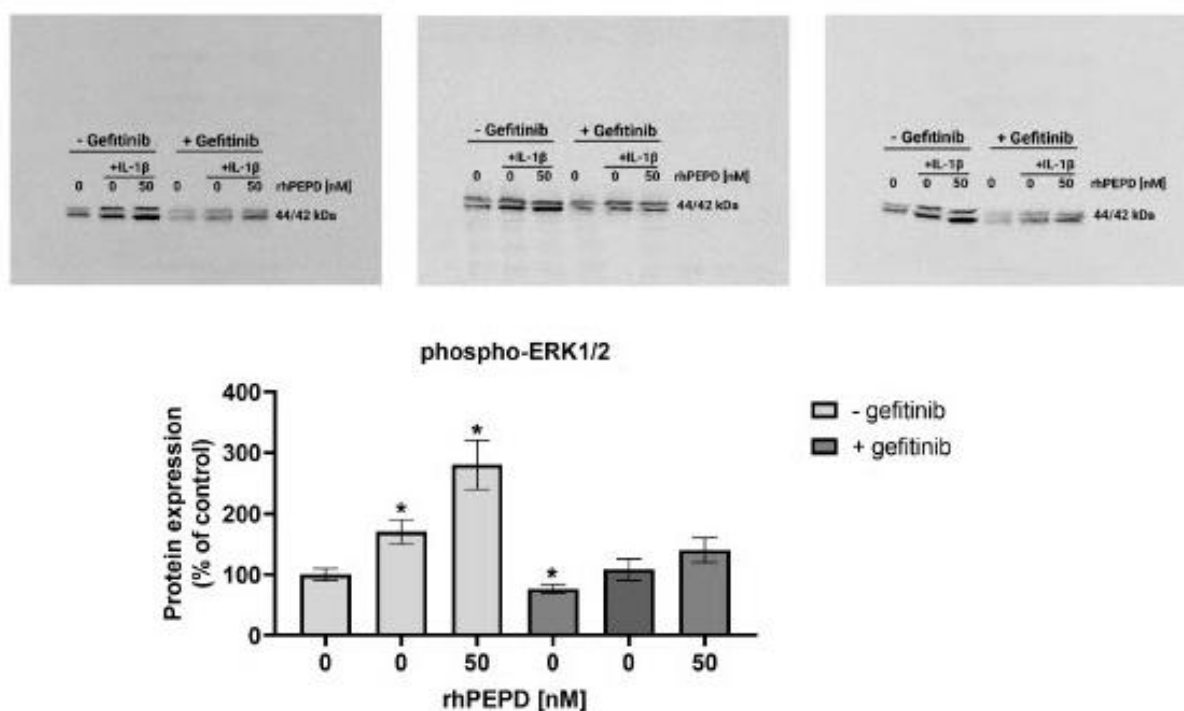 - Gefitinib + Gefitinib
+IL-1β +IL-1β
0 0 50 0 0 50 rhPEPD [nM]
44/42 kDa
- Gefitinib + Gefitinib
+IL-1β +IL-1β
0 0 50 0 0 50 rhPEPD [nM]
44/42 kDa
- Gefitinib + Gefitinib
+IL-1β +IL-1β
0 0 50 0 0 50 rhPEPD [nM]
44/42 kDa
phospho-ERK1/2
Protein expression
(% of control)
400
300
200
100
0
* * *
0 0 50 0 0 50
rhPEPD [nM]
- gefitinib
+ gefitinib